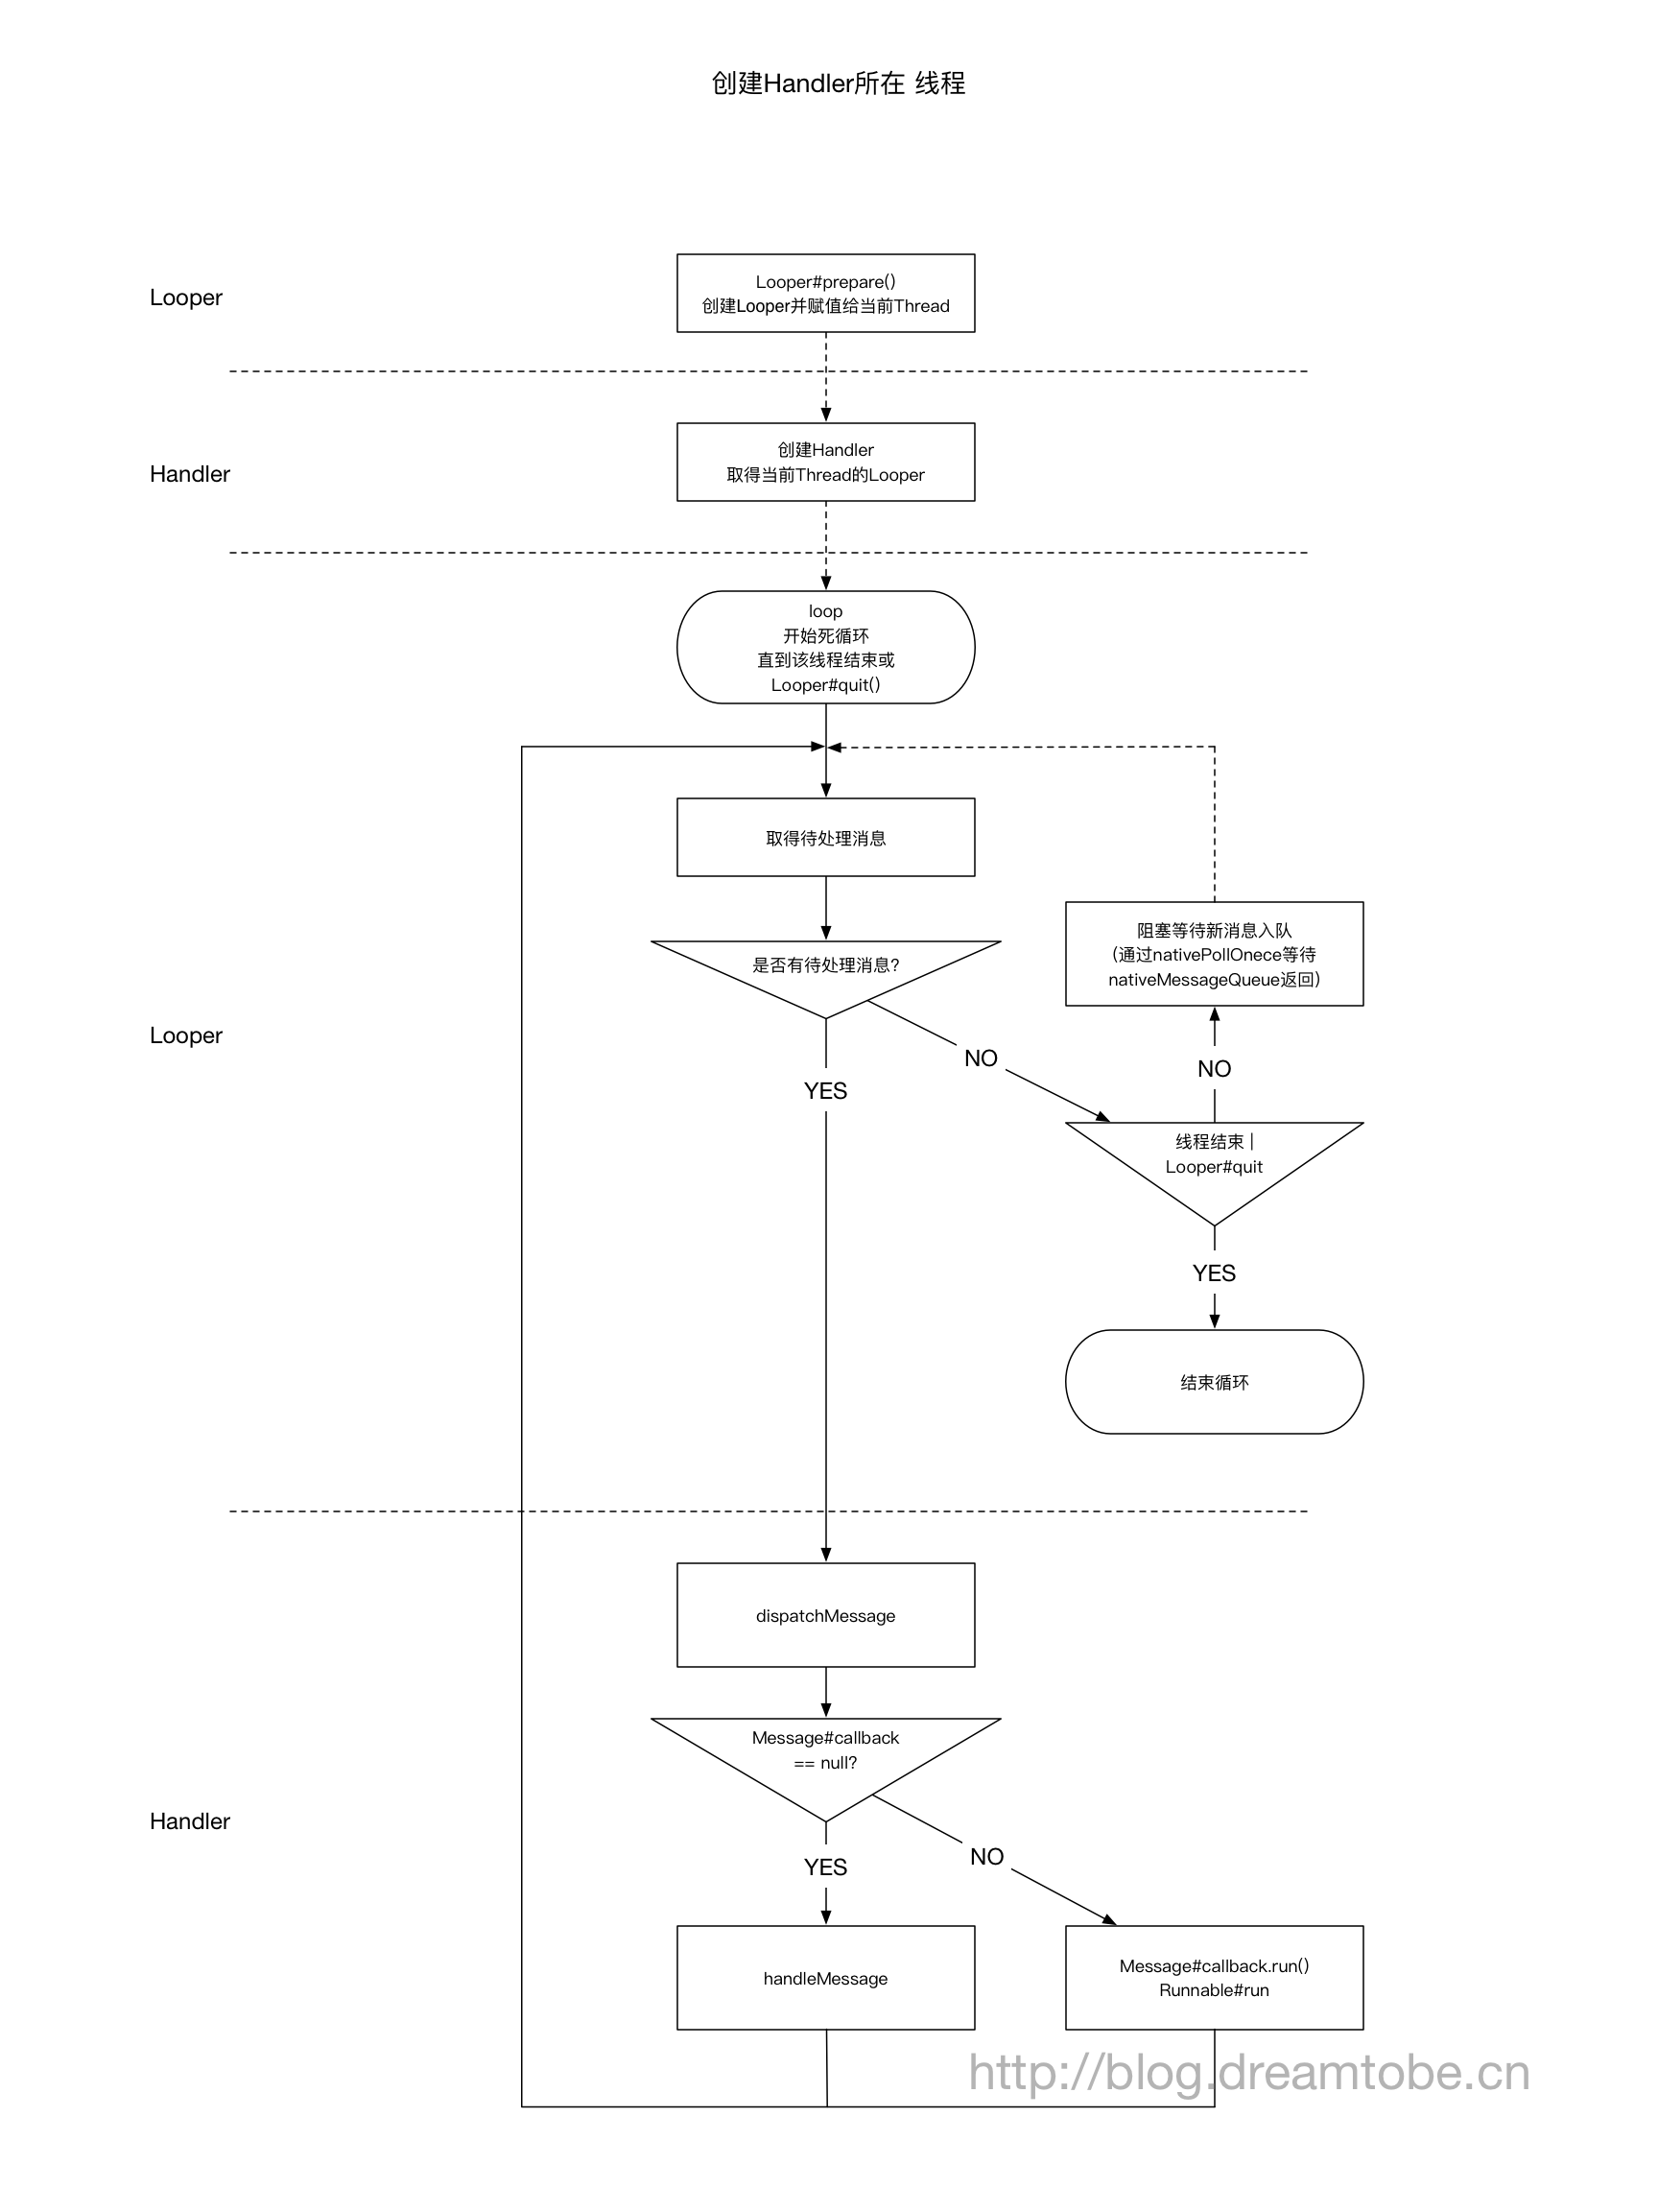 创建Handler所在 线程
Looper
Looper#prepare()
创建Looper并赋值给当前Thread
Handler
创建Handler
取得当前Thread的Looper
loop
开始死循环
直到该线程结束或
Looper#quit()
取得待处理消息
是否有待处理消息?
阻塞等待新消息入队
(通过nativePollOnece等待
nativeMessageQueue返回)
Looper
NO
NO
YES
线程结束 |
Looper#quit
YES
结束循环
dispatchMessage
Message#callback
== null?
Handler
YES
NO
handleMessage
Message#callback.run()
Runnable#run
http://blog.dreamtobe.cn